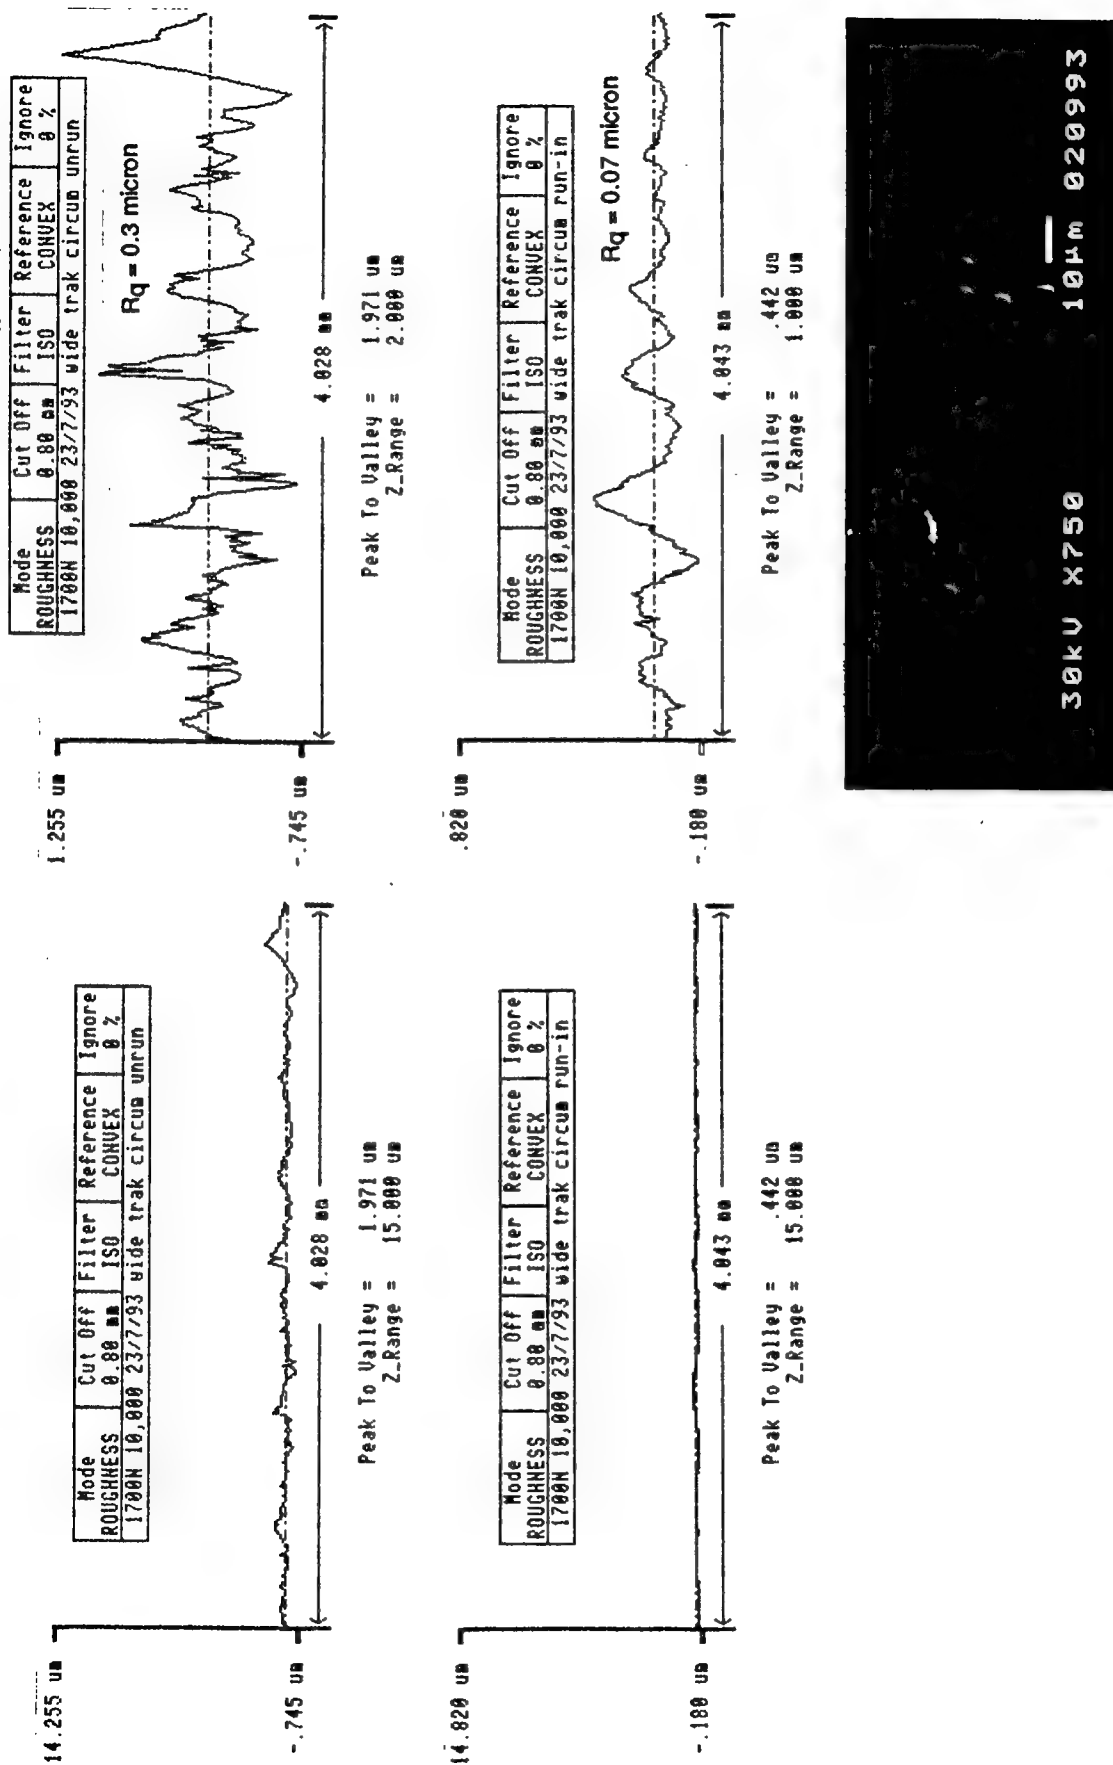 Mode Cut Off Filter Reference Ignore
ROUGHNESS 0.80 mm ISO CONVEX 0 %
1700N 10,000 23/7/93 wide trak circum unrun
14.255 um
-.745 um
4.028 mm
Peak To Valley = 1.971 um
Z_Range = 15.000 um
Mode Cut Off Filter Reference Ignore
ROUGHNESS 0.80 mm ISO CONVEX 0 %
1700N 10,000 23/7/93 wide trak circum unrun
Rq = 0.3 micron
1.255 um
-.745 um
4.028 mm
Peak To Valley = 1.971 um
Z_Range = 2.000 um
Mode Cut Off Filter Reference Ignore
ROUGHNESS 0.80 mm ISO CONVEX 0 %
1700N 10,000 23/7/93 wide trak circum run-in
14.820 um
-.180 um
4.043 mm
Peak To Valley = .442 um
Z_Range = 15.000 um
Mode Cut Off Filter Reference Ignore
ROUGHNESS 0.80 mm ISO CONVEX 0 %
1700N 10,000 23/7/93 wide trak circum run-in
Rq = 0.07 micron
.820 um
-.180 um
4.043 mm
Peak To Valley = .442 um
Z_Range = 1.000 um
30kV X750 10µm 020993